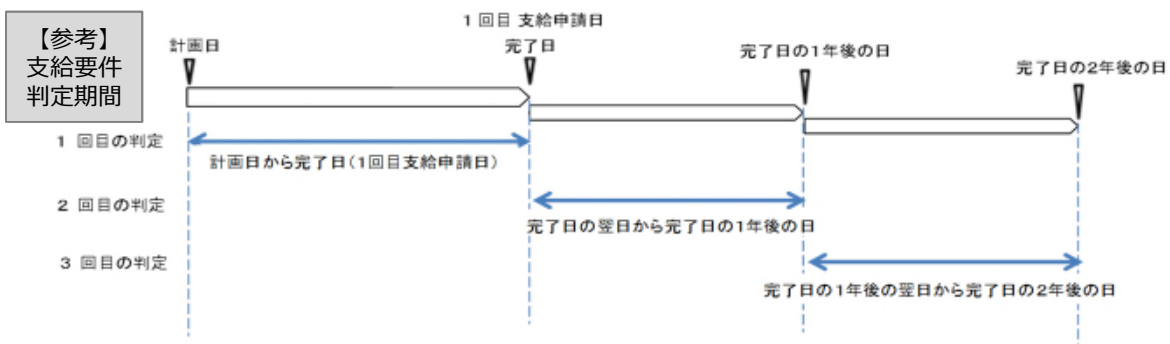 【参考】
支給要件
判定期間
計画日
1回目 支給申請日
完了日
完了日の1年後の日
完了日の2年後の日
1 回目の判定
計画日から完了日(1回目支給申請日)
2 回目の判定
完了日の翌日から完了日の1年後の日
3 回目の判定
完了日の1年後の翌日から完了日の2年後の日